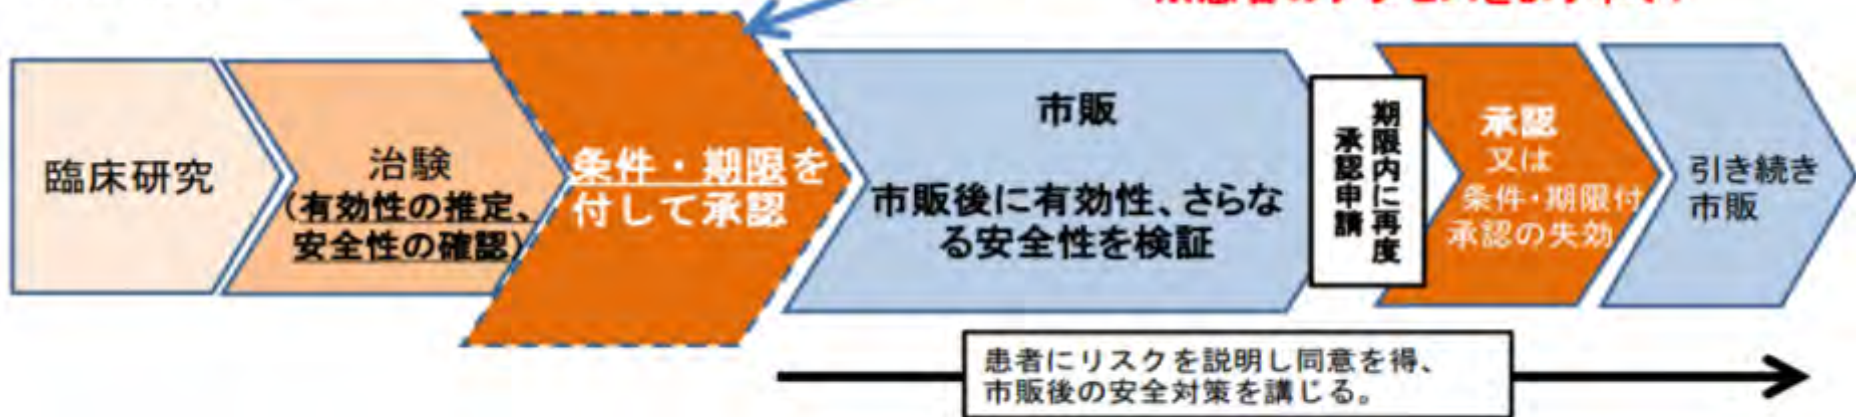 臨床研究
治験
(有効性の推定、
安全性の確認)
条件・期限を
付して承認
市販
市販後に有効性、さらな
る安全性を検証
期限内に再度
承認申請
承認
又は
条件・期限付
承認の失効
引き続き
市販
患者にリスクを説明し同意を得、
市販後の安全対策を講じる。